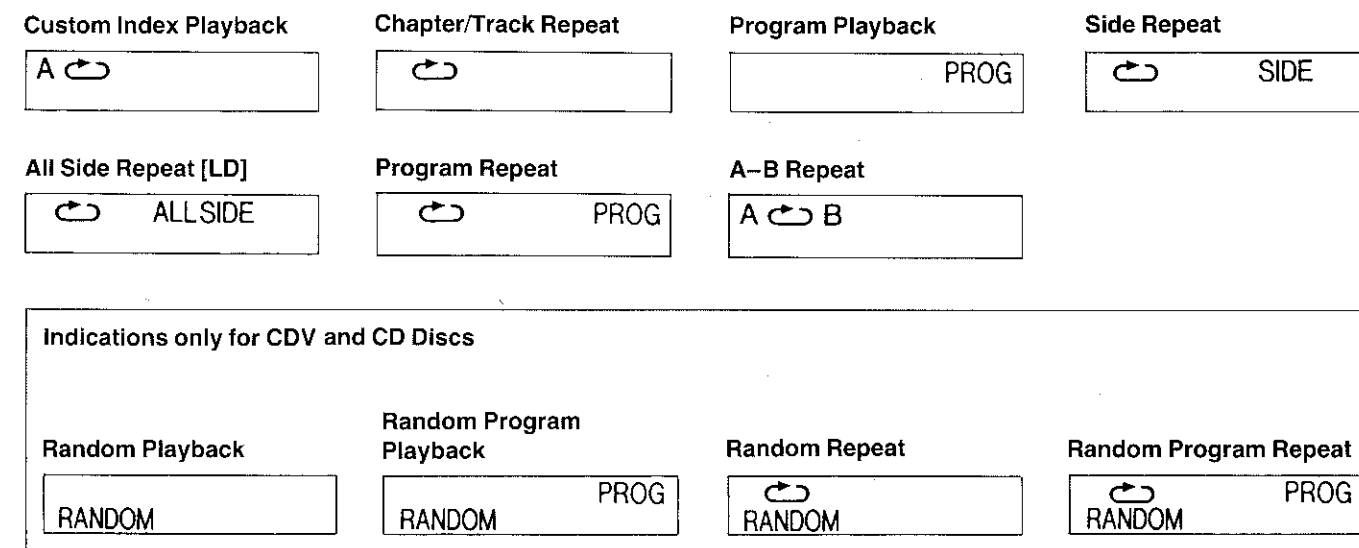 Custom Index Playback
A
Chapter/Track Repeat
Program Playback
PROG
Side Repeat
SIDE
All Side Repeat [LD]
ALL SIDE
Program Repeat
PROG
A–B Repeat
A B
Indications only for CDV and CD Discs
Random Playback
RANDOM
Random Program
Playback
PROG
RANDOM
Random Repeat
RANDOM
Random Program Repeat
PROG
RANDOM